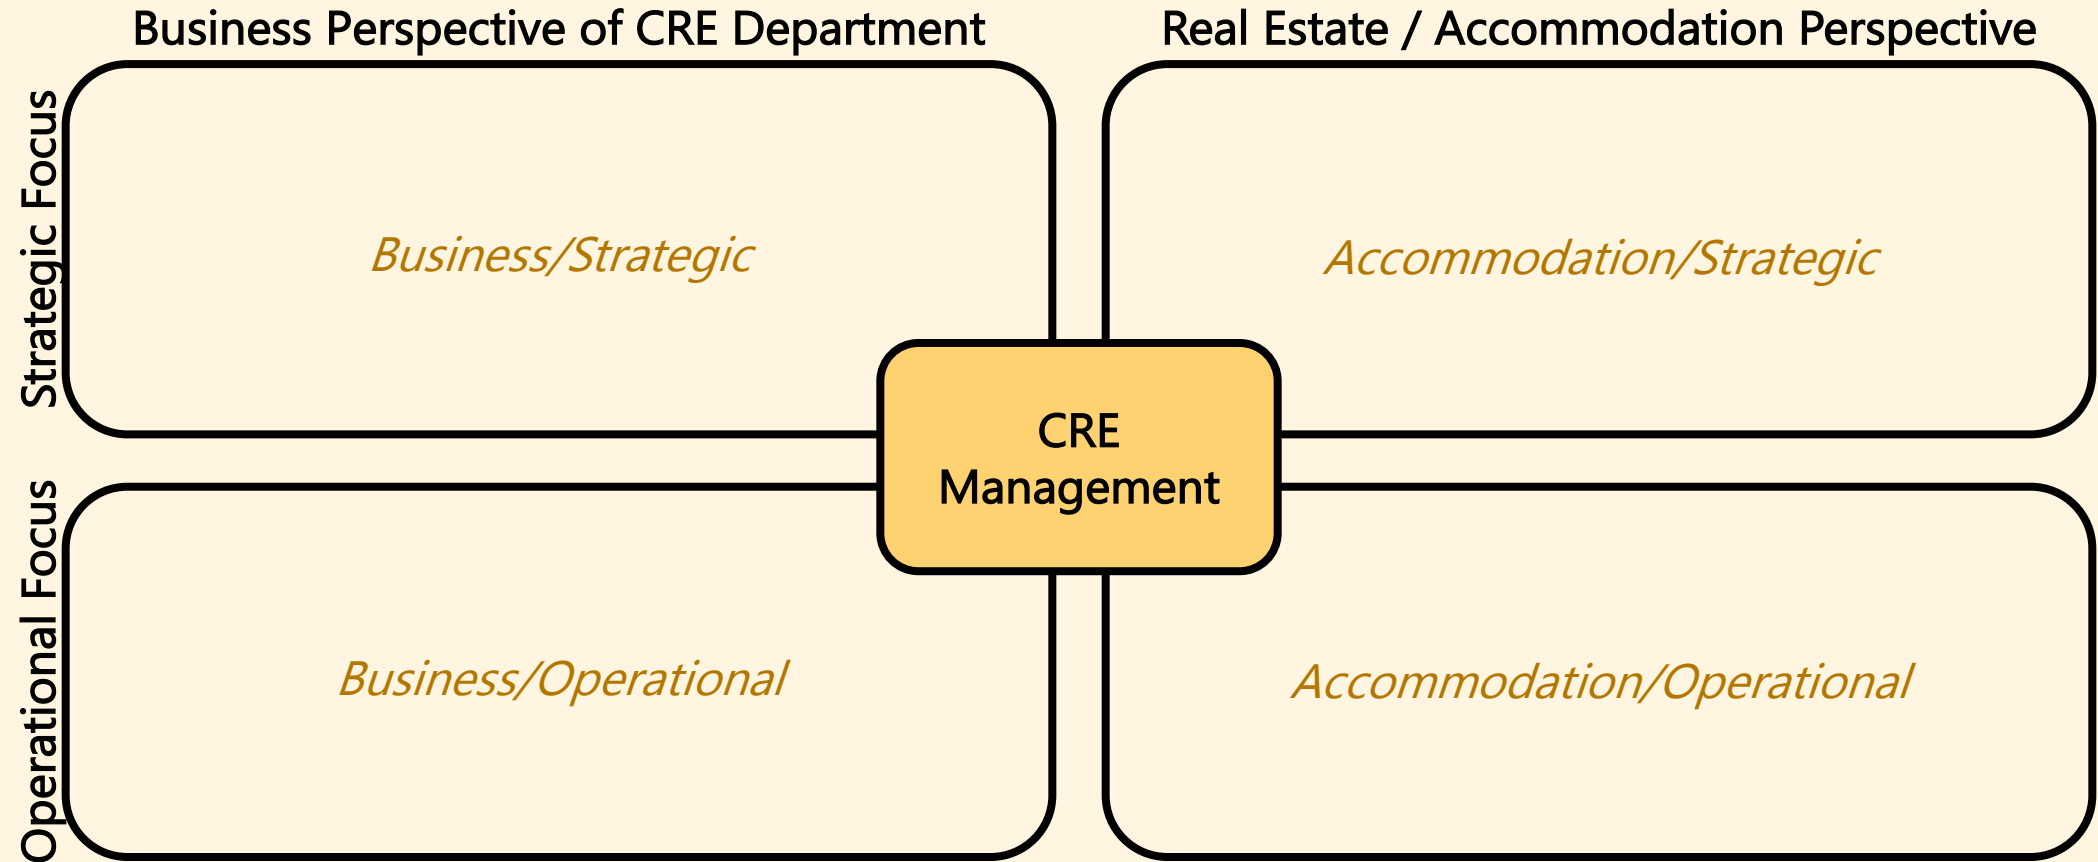 Business Perspective of CRE Department
Real Estate / Accommodation Perspective
Strategic Focus
Business/Strategic
Accommodation/Strategic
CRE
Management
Operational Focus
Business/Operational
Accommodation/Operational